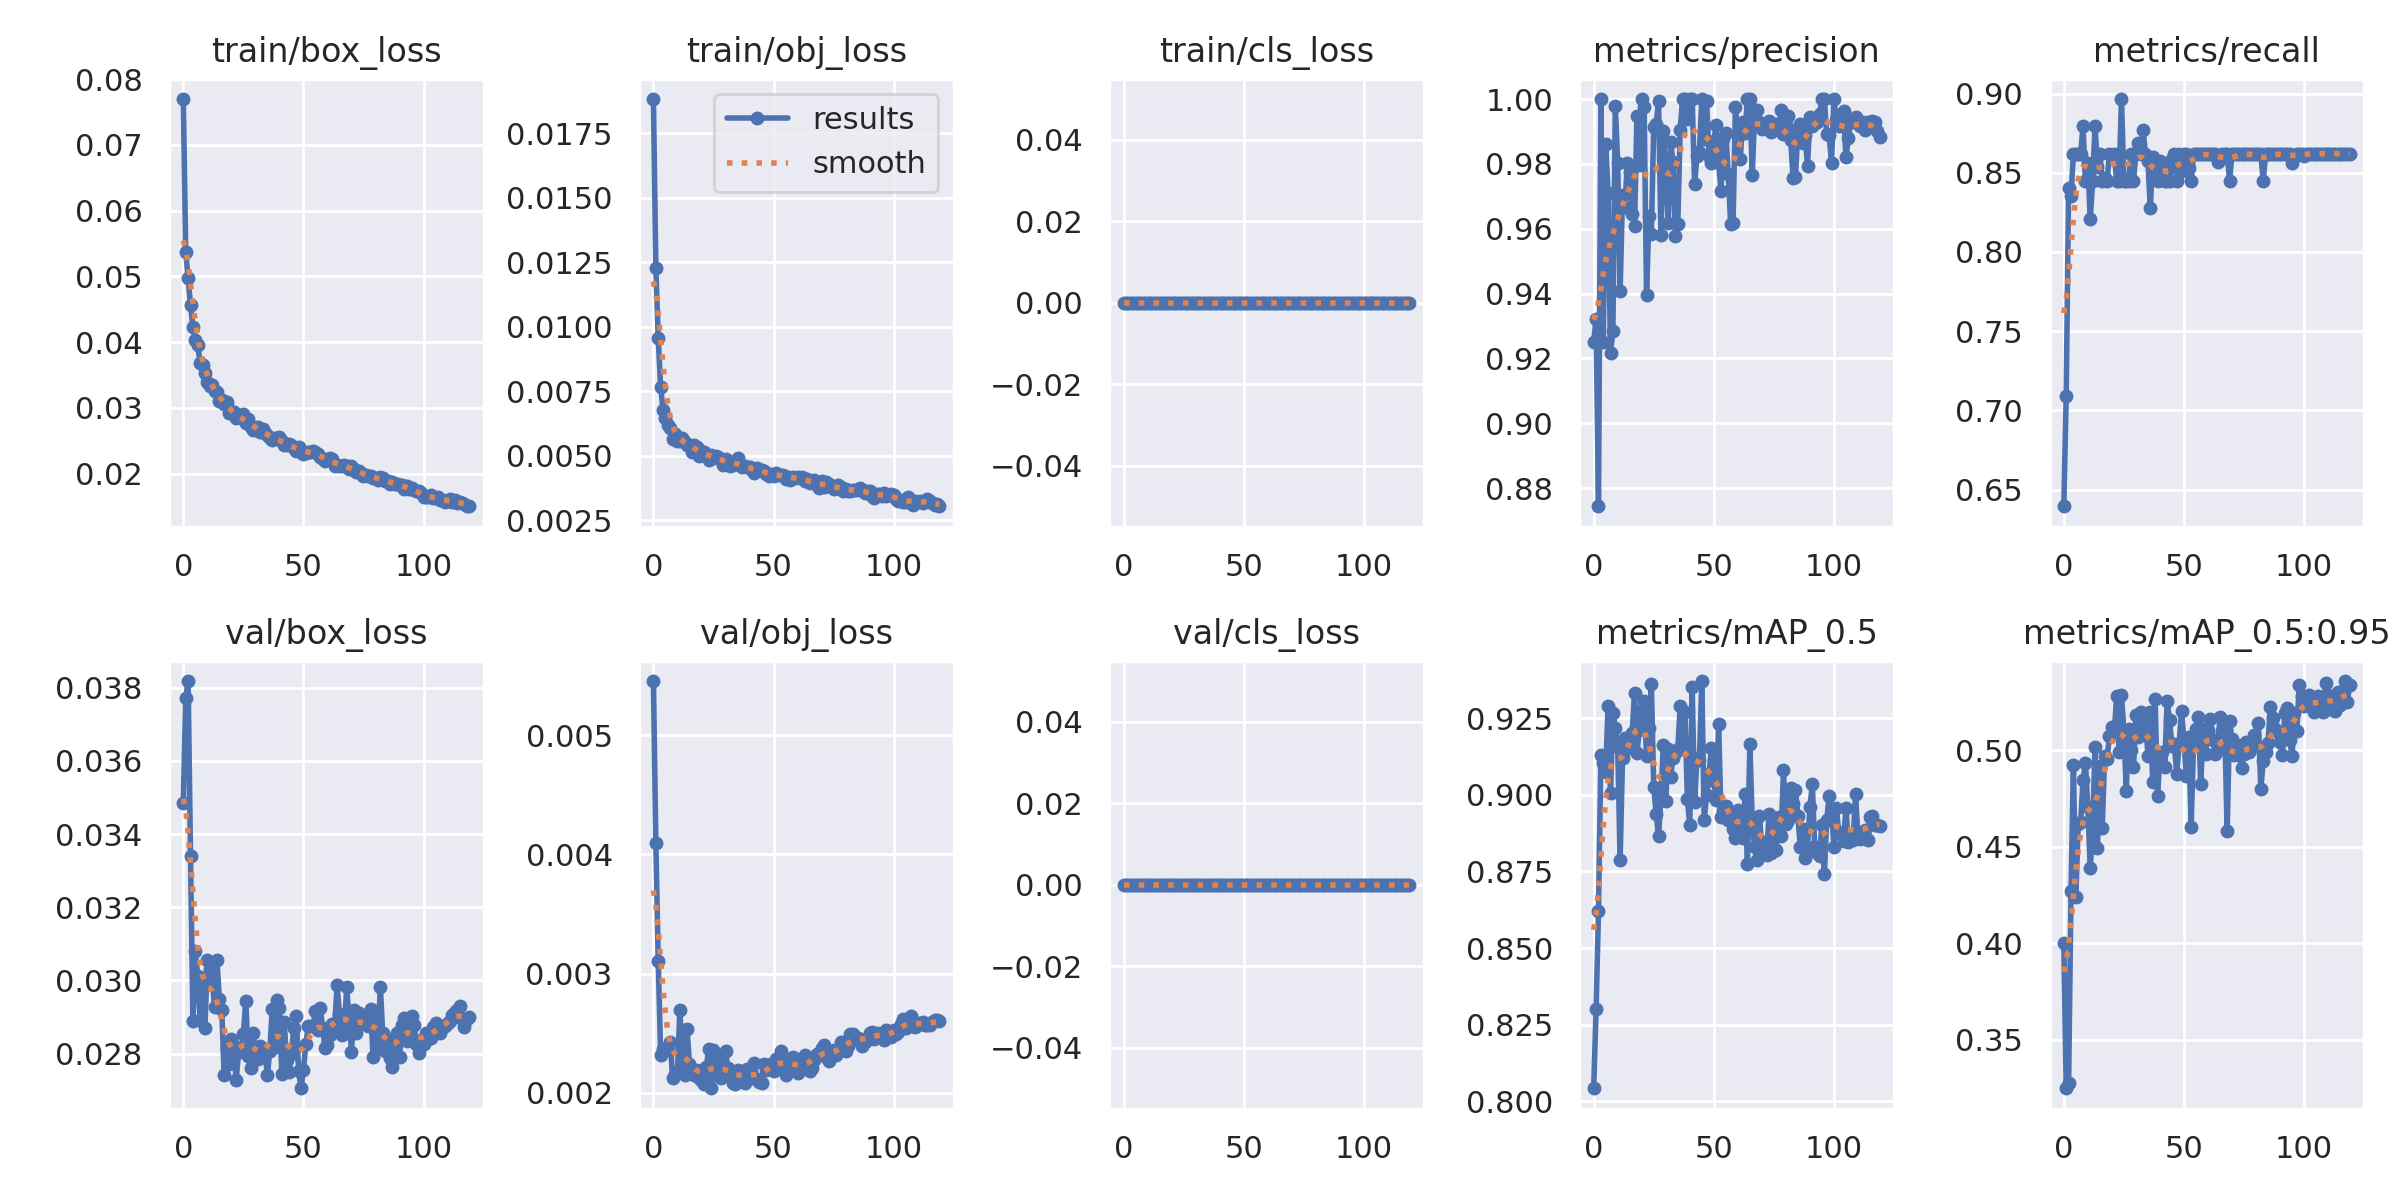 train/box_loss
0.08
0.07
0.06
0.05
0.04
0.03
0.02
0 50 100
train/obj_loss
results
smooth
0.0175
0.0150
0.0125
0.0100
0.0075
0.0050
0.0025
0 50 100
train/cls_loss
0.04
0.02
0.00
−0.02
−0.04
0 50 100
metrics/precision
1.00
0.98
0.96
0.94
0.92
0.90
0.88
0 50 100
metrics/recall
0.90
0.85
0.80
0.75
0.70
0.65
0 50 100
val/box_loss
0.038
0.036
0.034
0.032
0.030
0.028
0 50 100
val/obj_loss
0.005
0.004
0.003
0.002
0 50 100
val/cls_loss
0.04
0.02
0.00
−0.02
−0.04
0 50 100
metrics/mAP_0.5
0.925
0.900
0.875
0.850
0.825
0.800
0 50 100
metrics/mAP_0.5:0.95
0.50
0.45
0.40
0.35
0 50 100